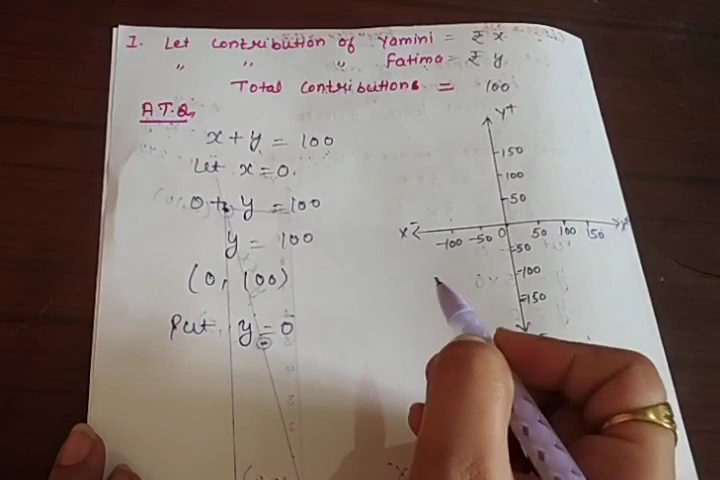 I. Let contribution of Yamini = ₹ x
" " " Fatima = ₹ y
Total contributions = 100
A.T.Q,
x + y = 100
Let x = 0.
0 + y = 100
y = 100
(0, 100)
Put y = 0
Y+
150
100
50
X- -100 -50 0 50 100 150 X+
-50
-100
-150